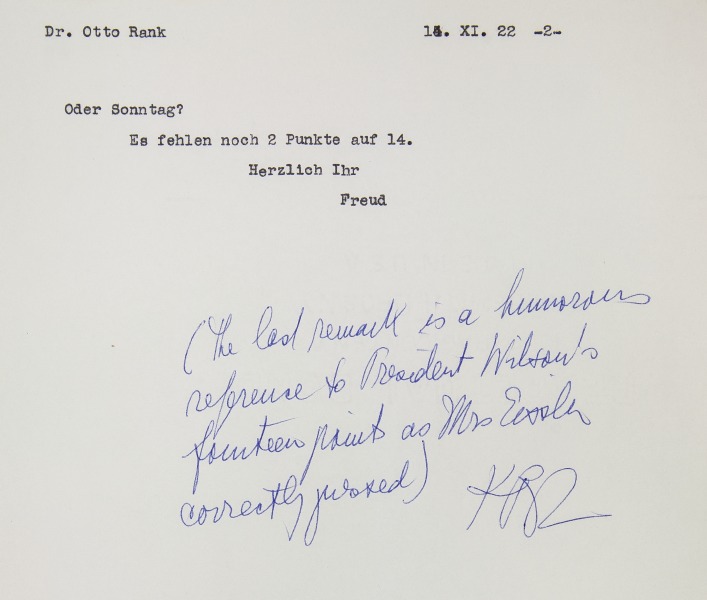 Dr. Otto Rank 14. XI. 22 -2-
Oder Sonntag?
Es fehlen noch 2 Punkte auf 14.
Herzlich Ihr
Freud
(The last remark is a humorous
reference to President Wilson's
fourteen points as Mrs Eissler
correctly guessed)